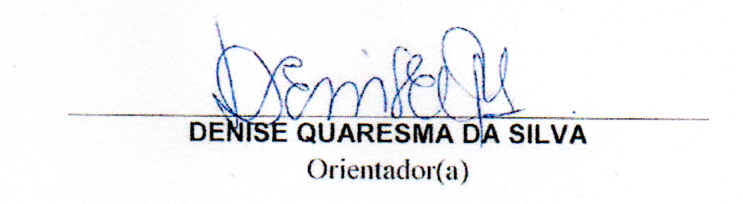 DENISE QUARESMA DA SILVA
Orientador(a)